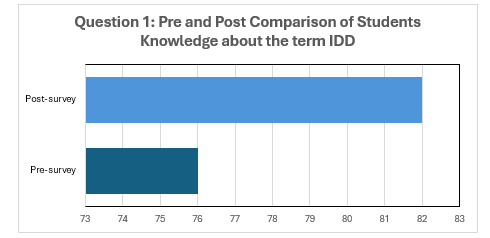 Question 1: Pre and Post Comparison of Students
Knowledge about the term IDD
Post-survey
Pre-survey
73 74 75 76 77 78 79 80 81 82 83